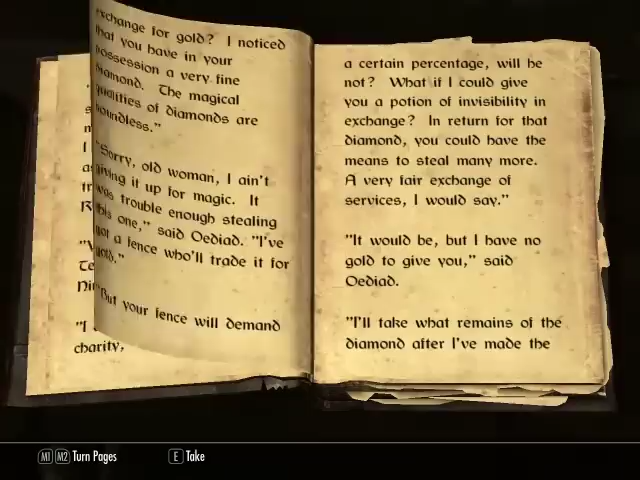 exchange for gold? I noticed
that you have in your
possession a very fine
diamond. The magical
qualities of diamonds are
boundless."
"Sorry, old woman, I ain't
giving it up for magic. It
was trouble enough stealing
this one," said Oediad. "I've
got a fence who'll trade it for
gold."
"But your fence will demand
"I
charity,
a certain percentage, will he
not? What if I could give
you a potion of invisibility in
exchange? In return for that
diamond, you could have the
means to steal many more.
A very fair exchange of
services, I would say."
"It would be, but I have no
gold to give you," said
Oediad.
"I'll take what remains of the
diamond after I've made the
M1 M2 Turn Pages
E Take